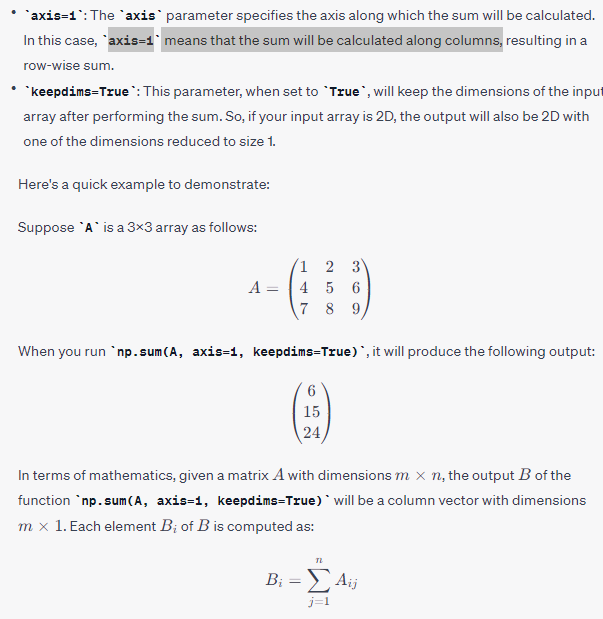 • `axis=1`: The `axis` parameter specifies the axis along which the sum will be calculated.
In this case, `axis=1` means that the sum will be calculated along columns, resulting in a
row-wise sum.
• `keepdims=True`: This parameter, when set to `True`, will keep the dimensions of the input
array after performing the sum. So, if your input array is 2D, the output will also be 2D with
one of the dimensions reduced to size 1.
Here's a quick example to demonstrate:
Suppose `A` is a 3×3 array as follows:
A = (1 2 3
4 5 6
7 8 9)
When you run `np.sum(A, axis=1, keepdims=True)`, it will produce the following output:
(6
15
24)
In terms of mathematics, given a matrix A with dimensions m × n, the output B of the
function `np.sum(A, axis=1, keepdims=True)` will be a column vector with dimensions
m × 1. Each element Bᵢ of B is computed as:
Bᵢ = ∑ⱼ₌₁ⁿ Aᵢⱼ